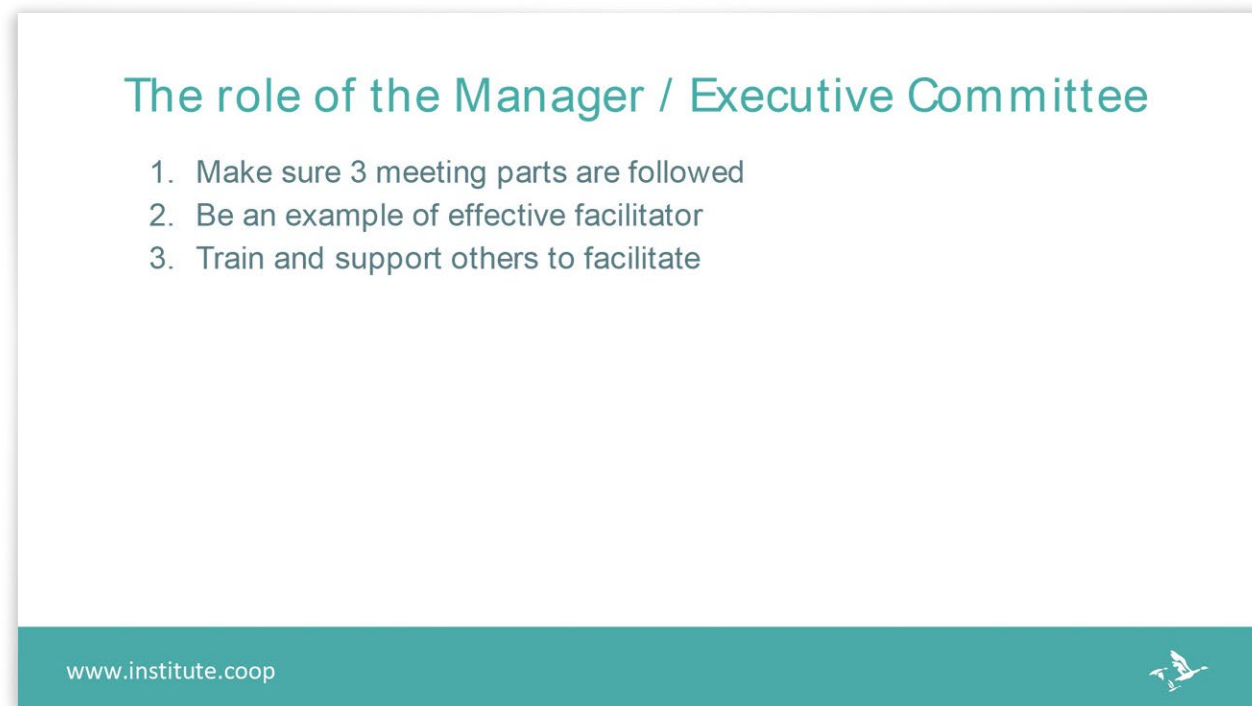 The role of the Manager / Executive Committee
1. Make sure 3 meeting parts are followed
2. Be an example of effective facilitator
3. Train and support others to facilitate
www.institute.coop